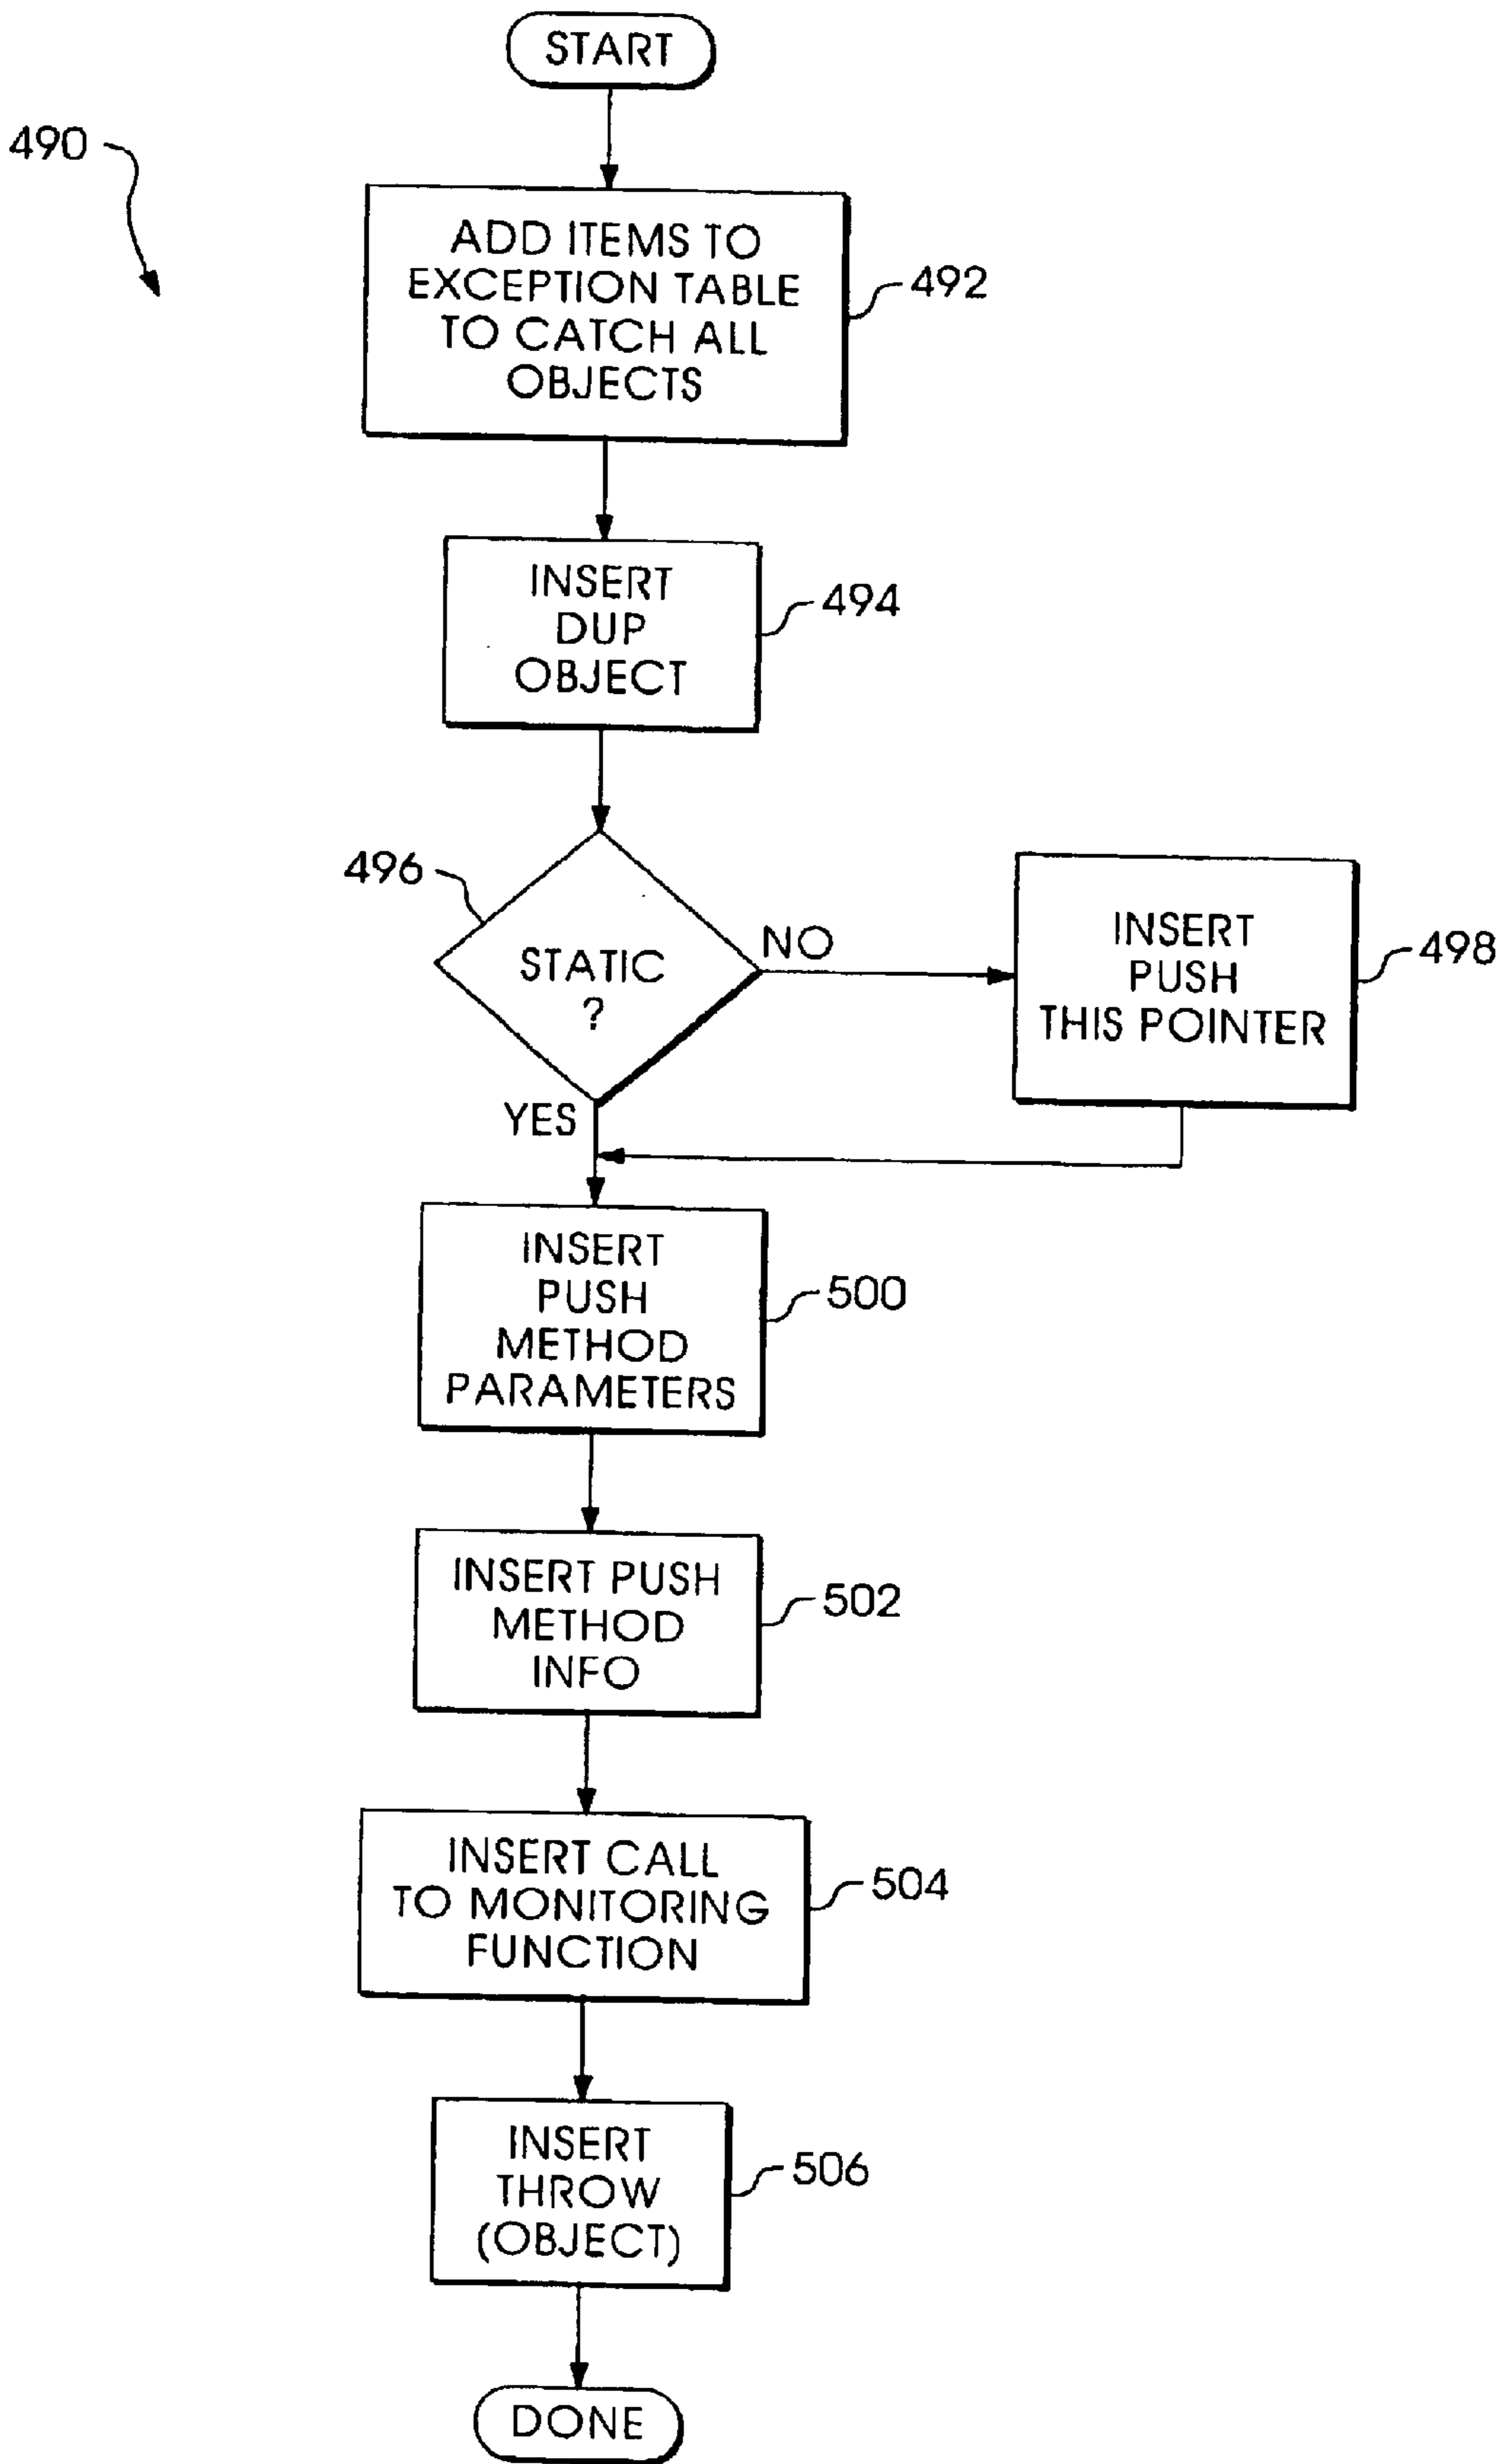 START
490
ADD ITEMS TO
EXCEPTION TABLE
TO CATCH ALL
OBJECTS
492
INSERT
DUP
OBJECT
494
496
STATIC
?
NO
YES
INSERT
PUSH
THIS POINTER
498
INSERT
PUSH
METHOD
PARAMETERS
500
INSERT PUSH
METHOD
INFO
502
INSERT CALL
TO MONITORING
FUNCTION
504
INSERT
THROW
(OBJECT)
506
DONE